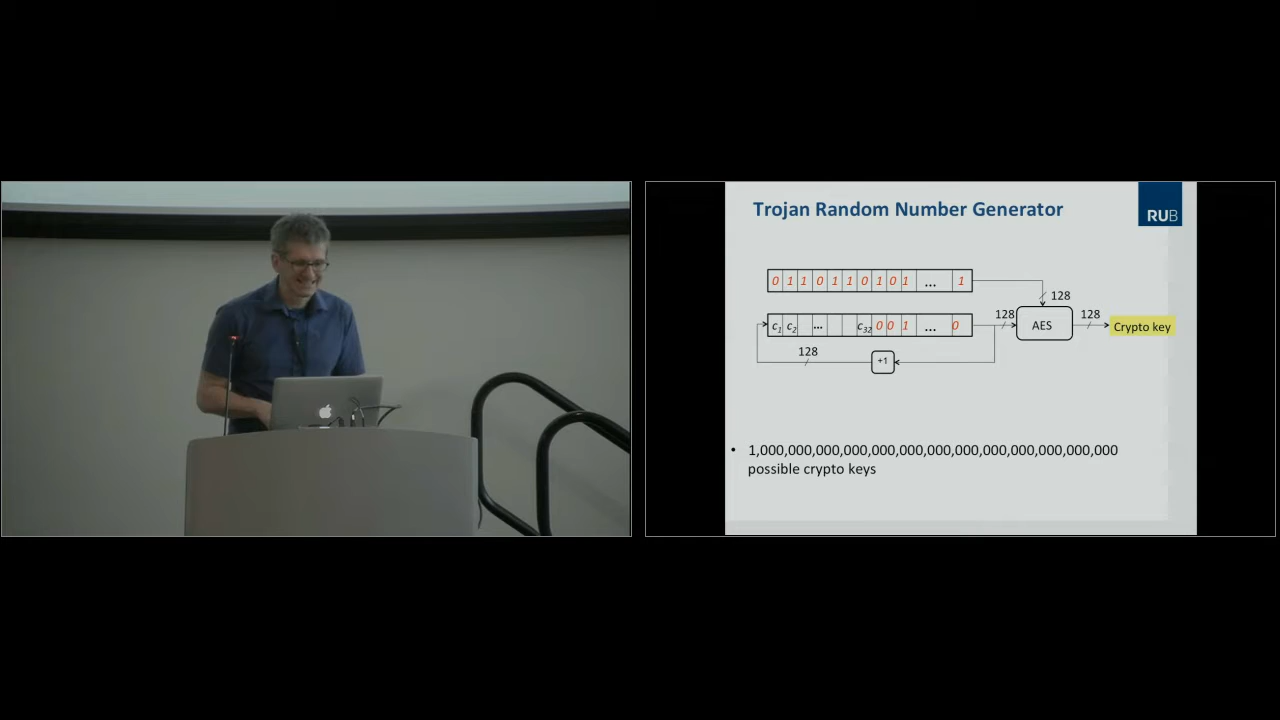 Trojan Random Number Generator
RUB
0 1 1 0 1 1 0 1 0 1 ... 1
128
c1 c2 ... c32 0 0 1 ... 0
128
AES
128
Crypto key
128
+1
• 1,000,000,000,000,000,000,000,000,000,000,000,000,000
possible crypto keys